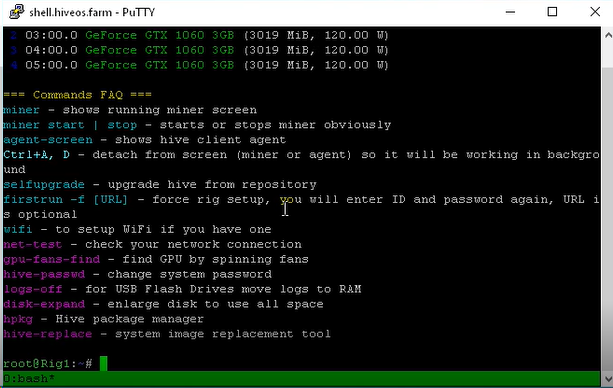 shell.hiveos.farm - PuTTY
2 03:00.0 GeForce GTX 1060 3GB (3019 MiB, 120.00 W)
3 04:00.0 GeForce GTX 1060 3GB (3019 MiB, 120.00 W)
4 05:00.0 GeForce GTX 1060 3GB (3019 MiB, 120.00 W)
=== Commands FAQ ===
miner - shows running miner screen
miner start | stop - starts or stops miner obviously
agent-screen - shows hive client agent
Ctrl+A, D - detach from screen (miner or agent) so it will be working in backgro
und
selfupgrade - upgrade hive from repository
firstrun -f [URL] - force rig setup, you will enter ID and password again, URL i
s optional
wifi - to setup WiFi if you have one
net-test - check your network connection
gpu-fans-find - find GPU by spinning fans
hive-passwd - change system password
logs-off - for USB Flash Drives move logs to RAM
disk-expand - enlarge disk to use all space
hpkg - Hive package manager
hive-replace - system image replacement tool
root@Rig1:~#
0:bash*